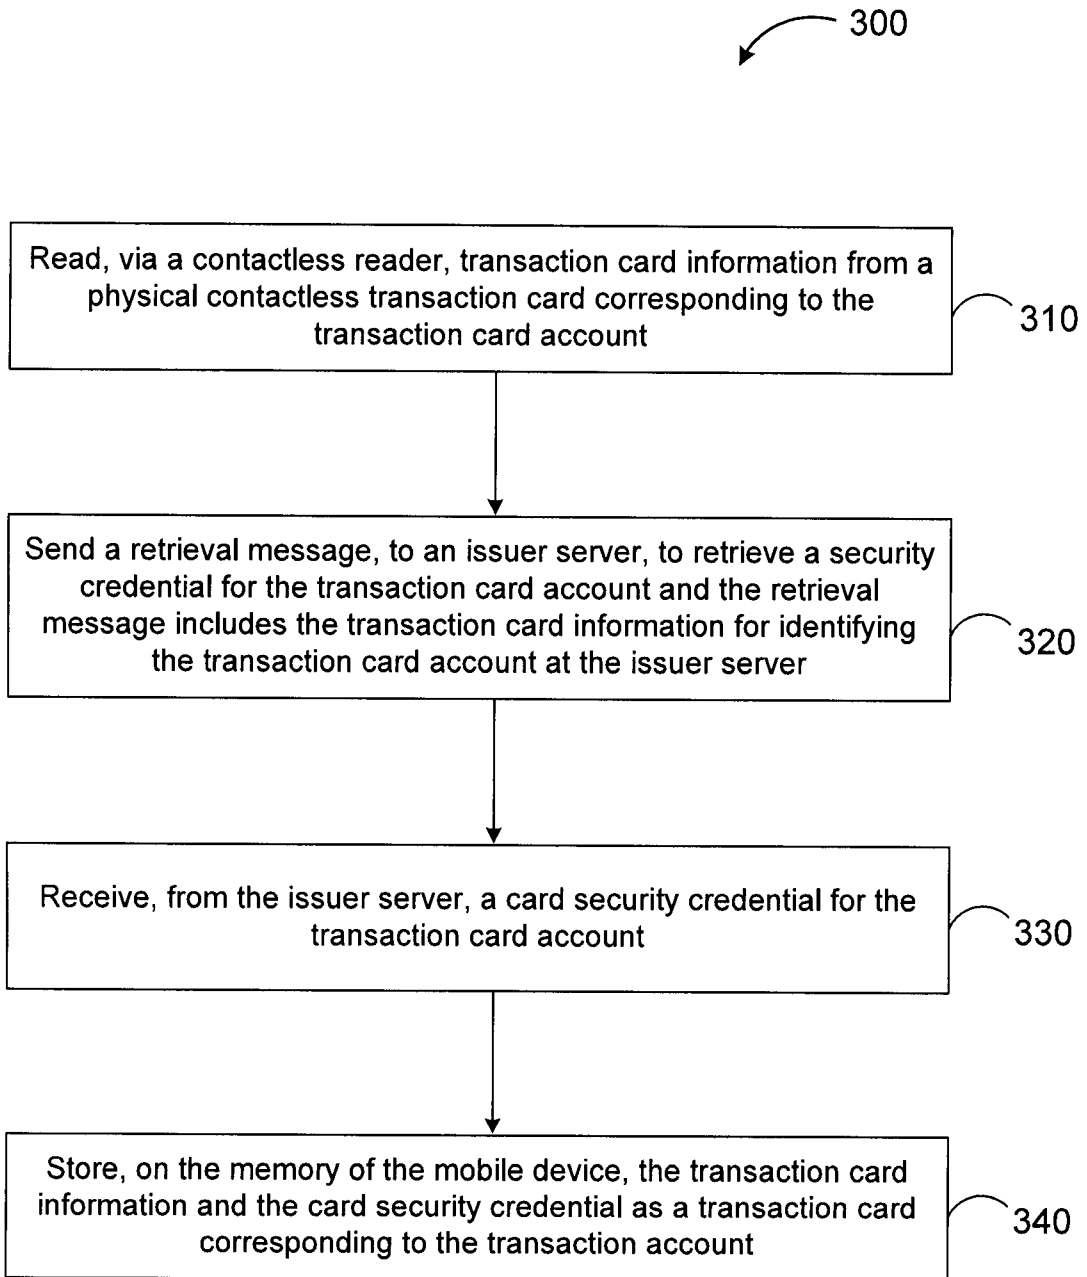 300
Read, via a contactless reader, transaction card information from a
physical contactless transaction card corresponding to the
transaction card account
310
Send a retrieval message, to an issuer server, to retrieve a security
credential for the transaction card account and the retrieval
message includes the transaction card information for identifying
the transaction card account at the issuer server
320
Receive, from the issuer server, a card security credential for the
transaction card account
330
Store, on the memory of the mobile device, the transaction card
information and the card security credential as a transaction card
corresponding to the transaction account
340